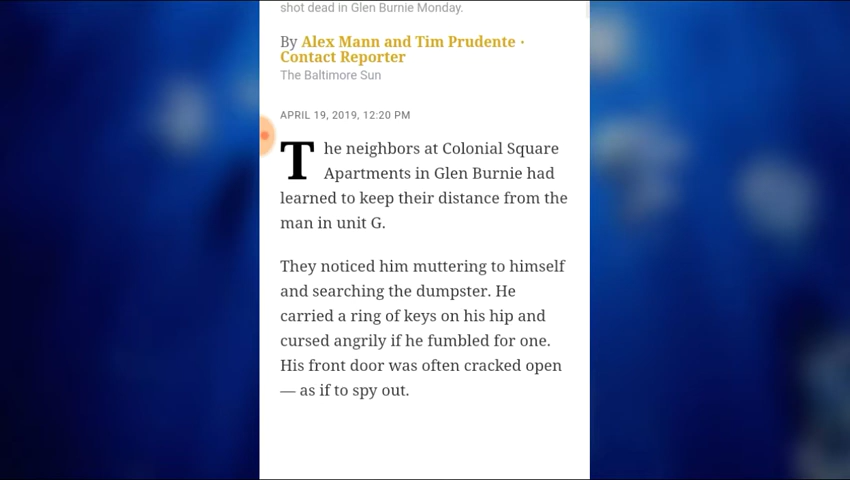 shot dead in Glen Burnie Monday.
By Alex Mann and Tim Prudente ·
Contact Reporter
The Baltimore Sun
APRIL 19, 2019, 12:20 PM
The neighbors at Colonial Square
Apartments in Glen Burnie had
learned to keep their distance from the
man in unit G.
They noticed him muttering to himself
and searching the dumpster. He
carried a ring of keys on his hip and
cursed angrily if he fumbled for one.
His front door was often cracked open
— as if to spy out.